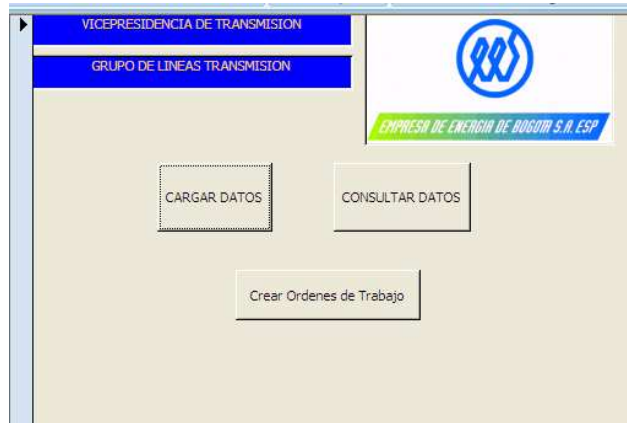 VICEPRESIDENCIA DE TRANSMISION
GRUPO DE LINEAS TRANSMISION
EMPRESA DE ENERGIA DE BOGOTA S.A. ESP
CARGAR DATOS
CONSULTAR DATOS
Crear Ordenes de Trabajo